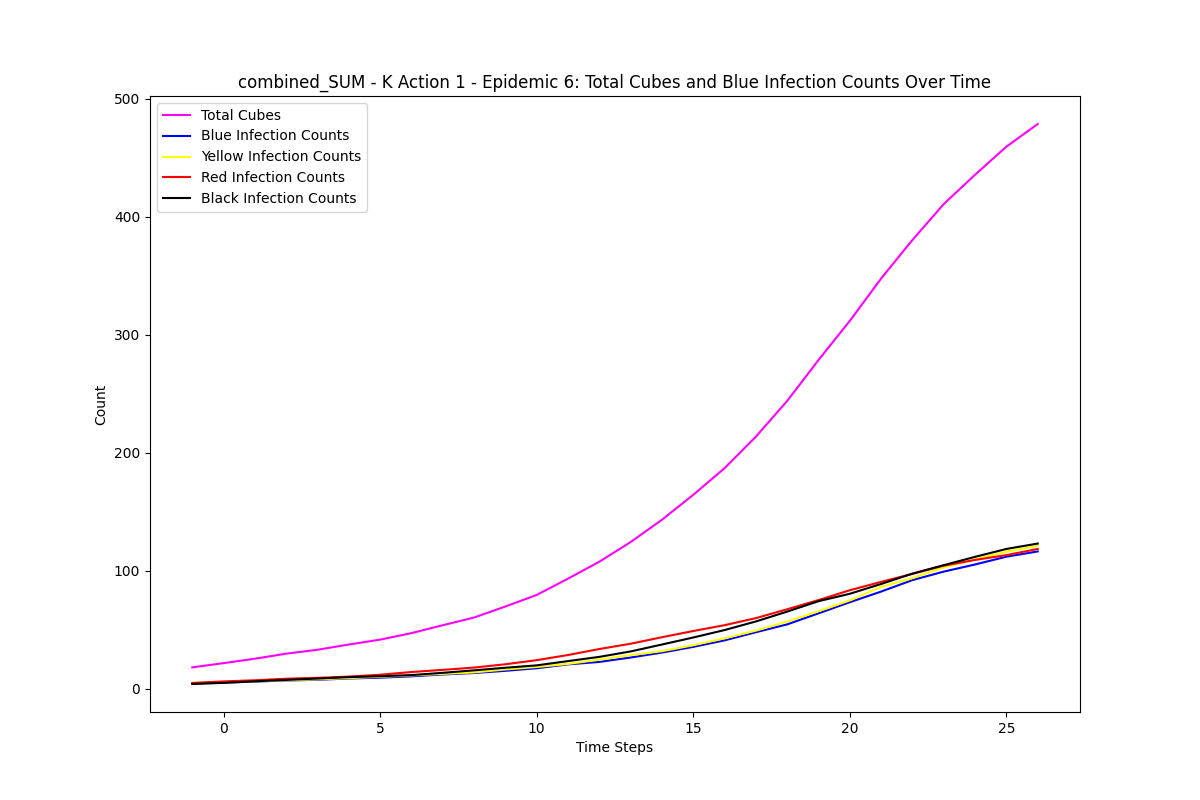 combined_SUM - K Action 1 - Epidemic 6: Total Cubes and Blue Infection Counts Over Time
500
400
300
200
100
0
Count
Total Cubes
Blue Infection Counts
Yellow Infection Counts
Red Infection Counts
Black Infection Counts
0 5 10 15 20 25
Time Steps